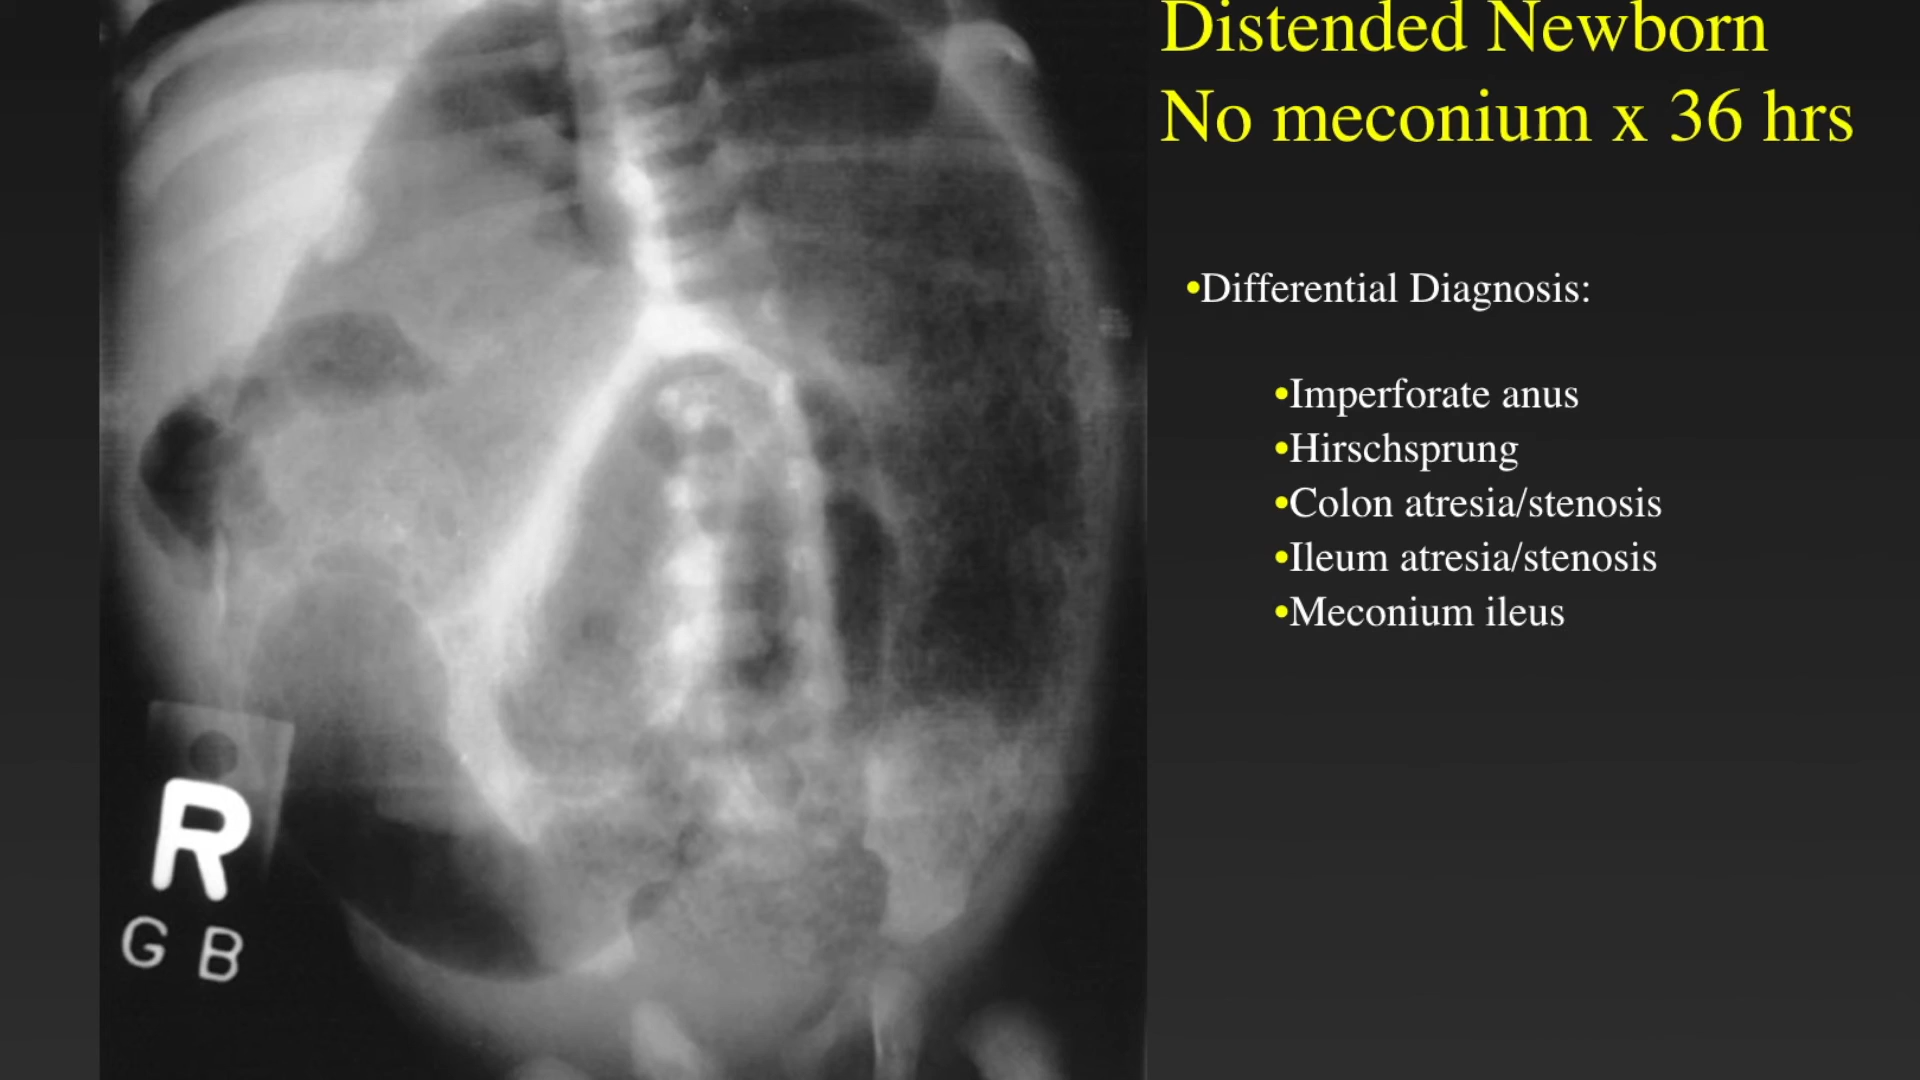 Distended Newborn
No meconium x 36 hrs
•Differential Diagnosis:
•Imperforate anus
•Hirschsprung
•Colon atresia/stenosis
•Ileum atresia/stenosis
•Meconium ileus
R
G B